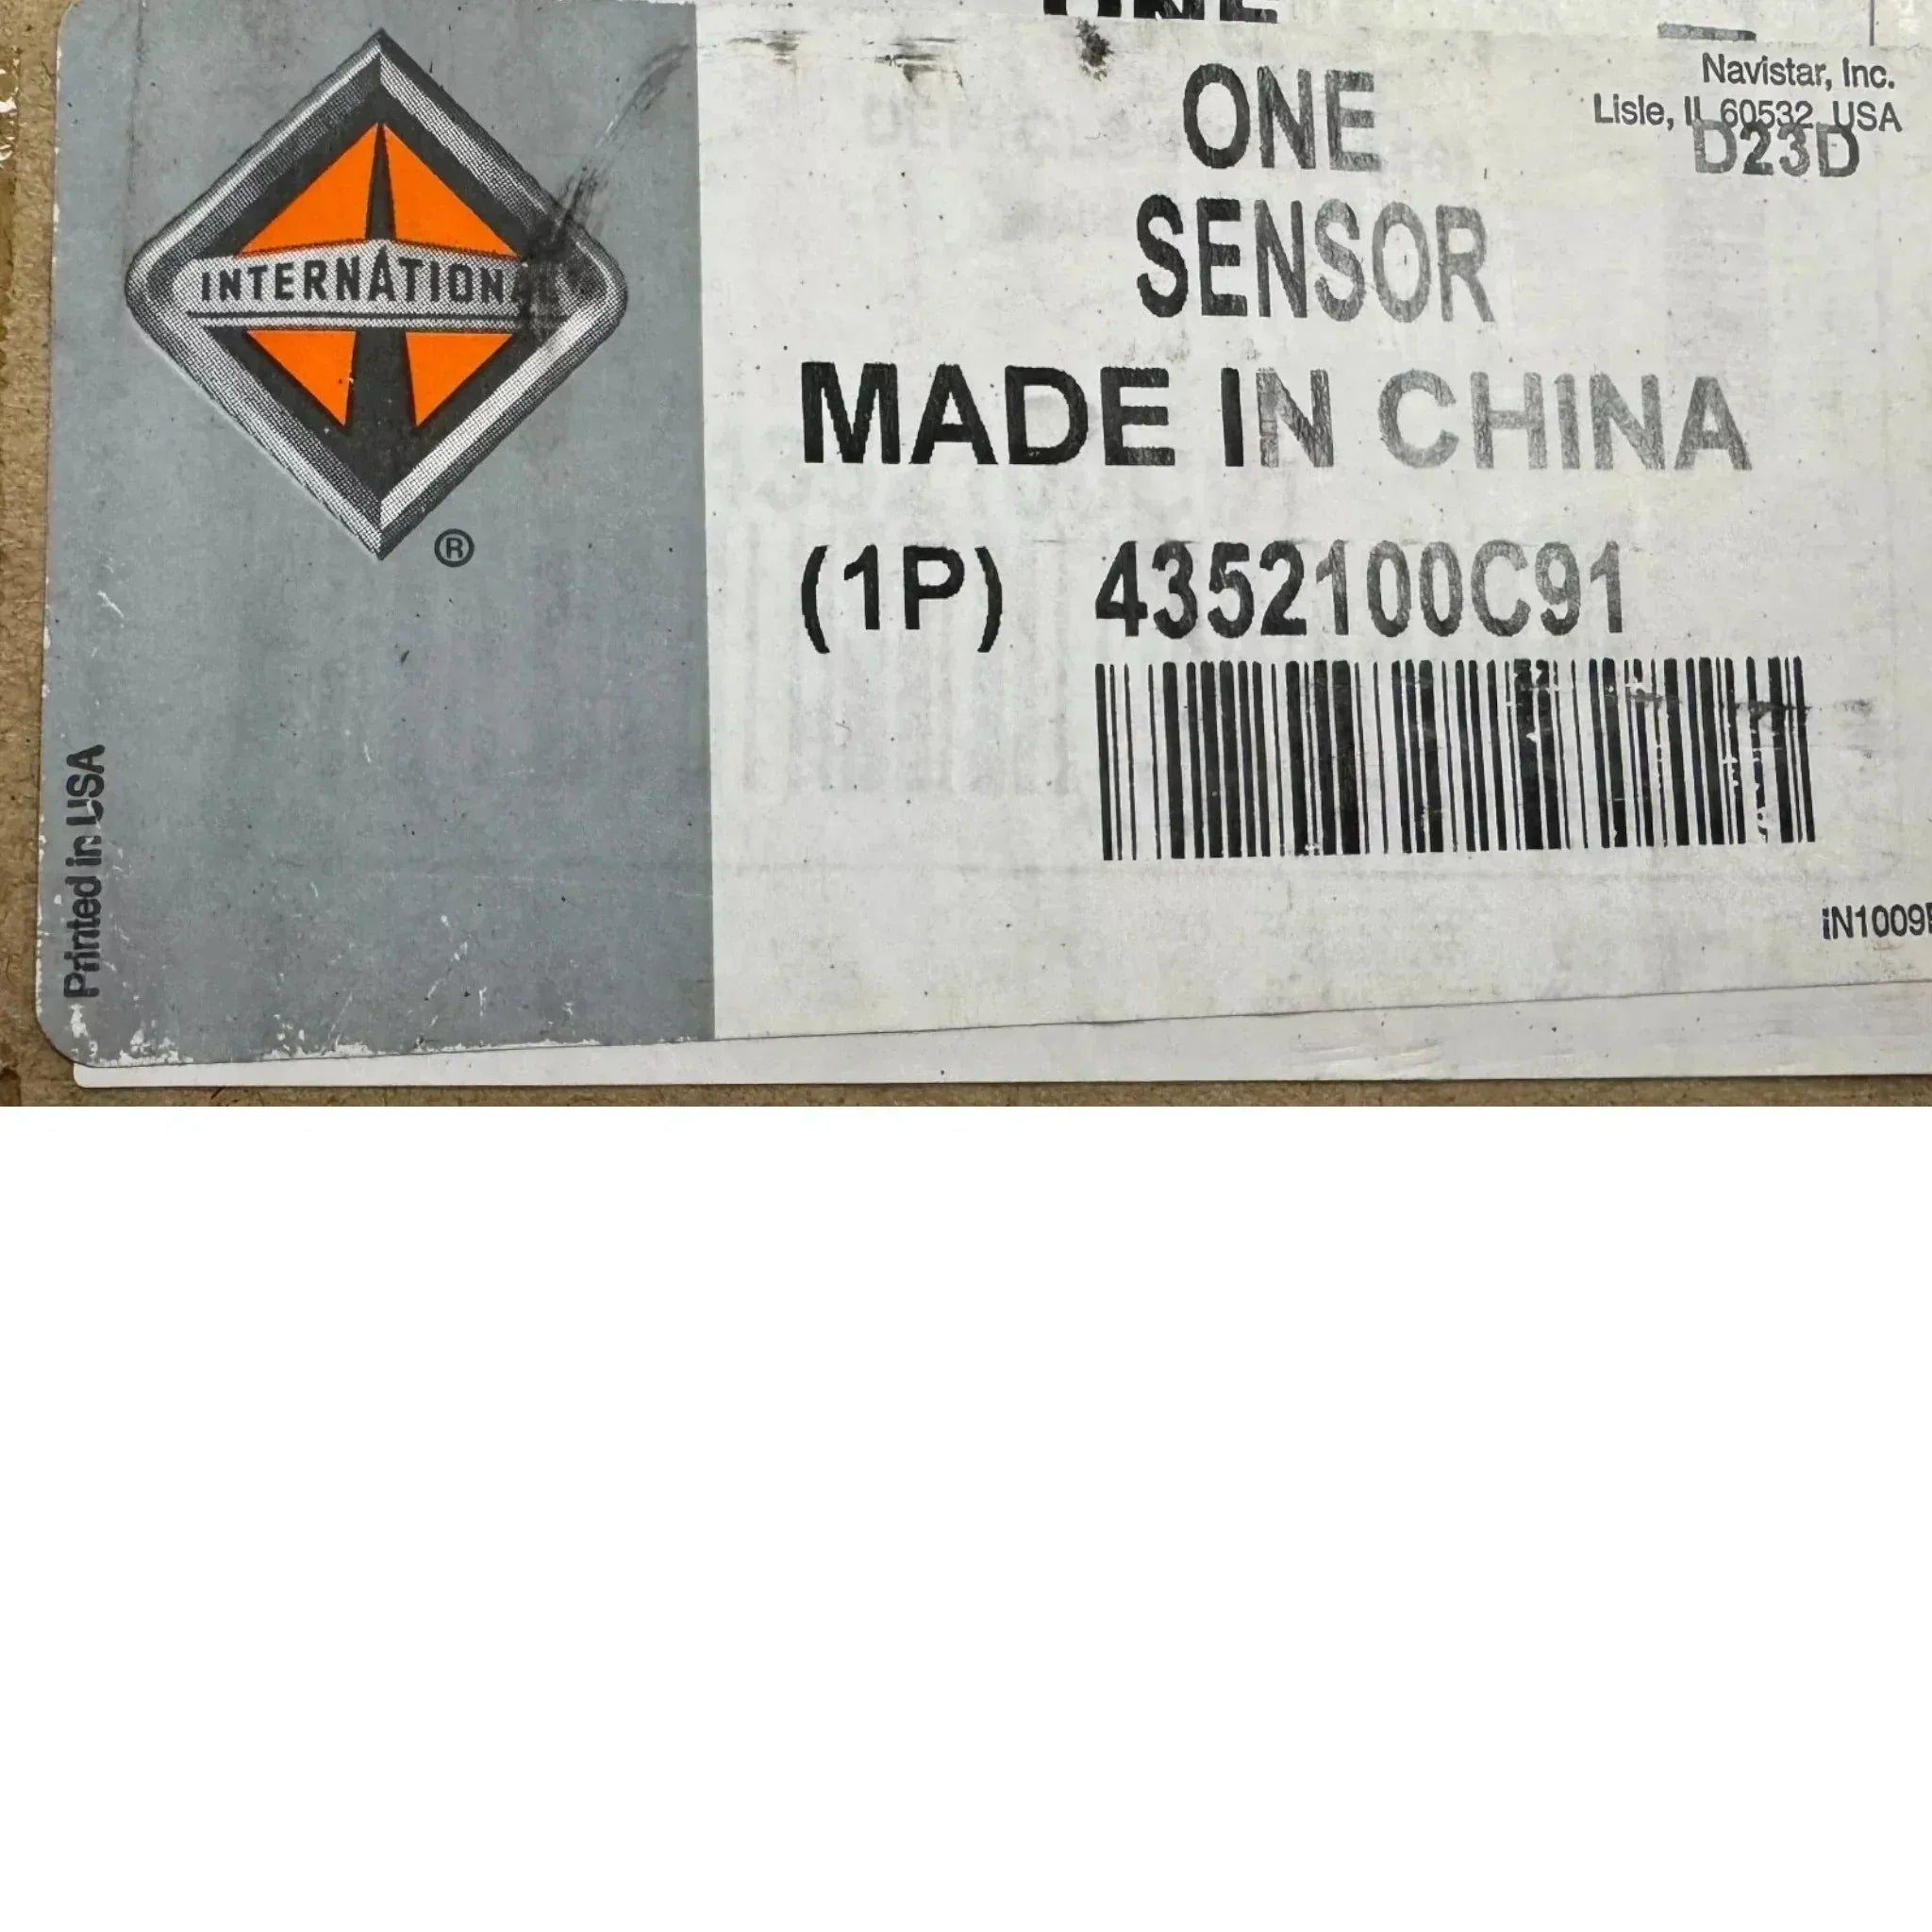 Navistar, Inc.
Lisle, IL 60532, USA
D23D
ONE
SENSOR
INTERNATIONAL
MADE IN CHINA
®
(1P) 4352100C91
Printed in USA